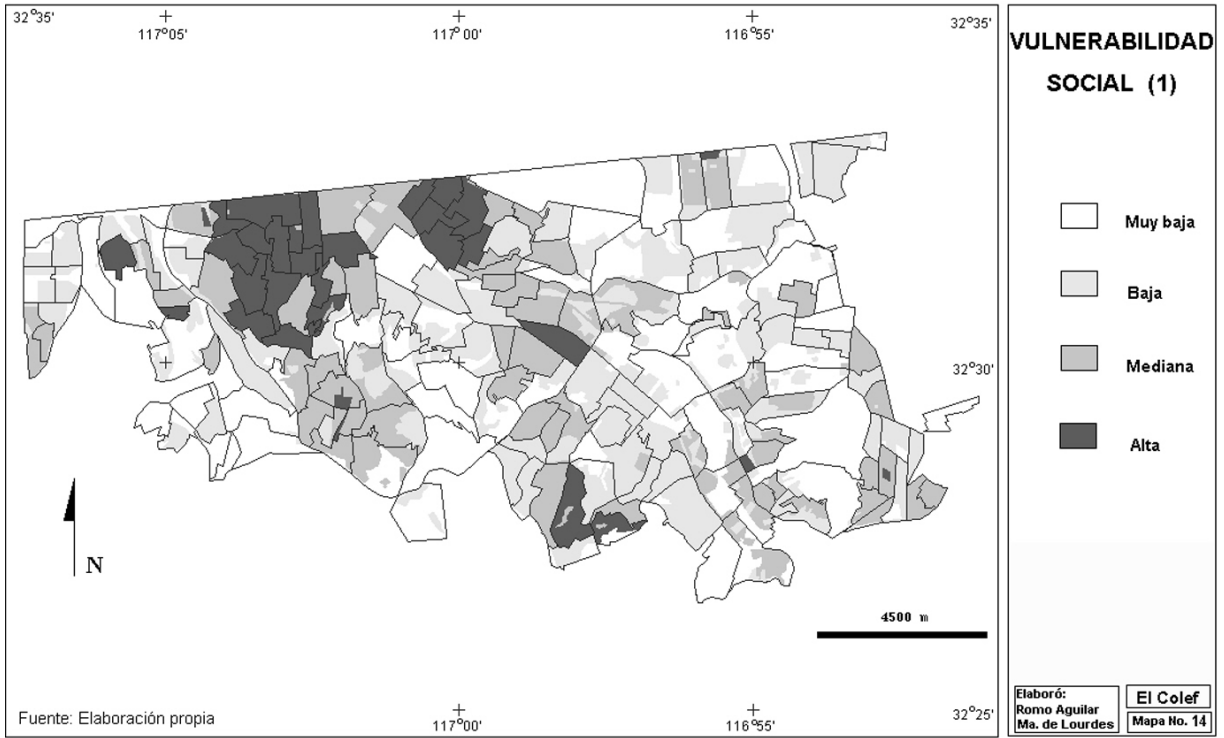 32°35'
117°05'
117°00'
116°55'
32°35'
32°30'
N
4500 m
Fuente: Elaboración propia
117°00'
116°55'
32°25'
VULNERABILIDAD
SOCIAL (1)
Muy baja
Baja
Mediana
Alta
Elaboró:
Romo Aguilar
Ma. de Lourdes
El Colef
Mapa No. 14